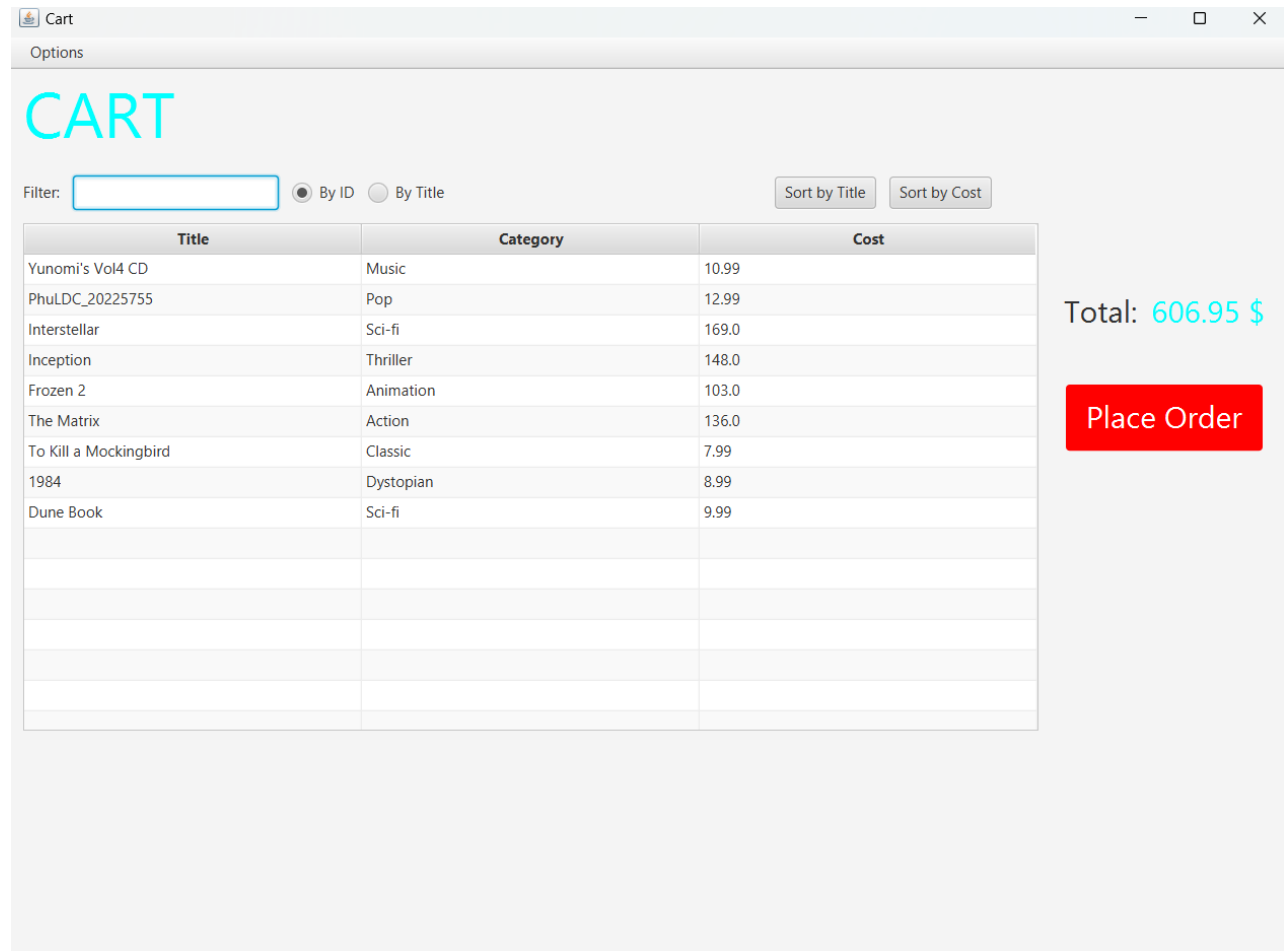 Cart
Options
CART
Filter: By ID By Title Sort by Title Sort by Cost
Title Category Cost
Yunomi's Vol4 CD Music 10.99
PhuLDC_20225755 Pop 12.99
Interstellar Sci-fi 169.0
Inception Thriller 148.0
Frozen 2 Animation 103.0
The Matrix Action 136.0
To Kill a Mockingbird Classic 7.99
1984 Dystopian 8.99
Dune Book Sci-fi 9.99
Total: 606.95 $
Place Order